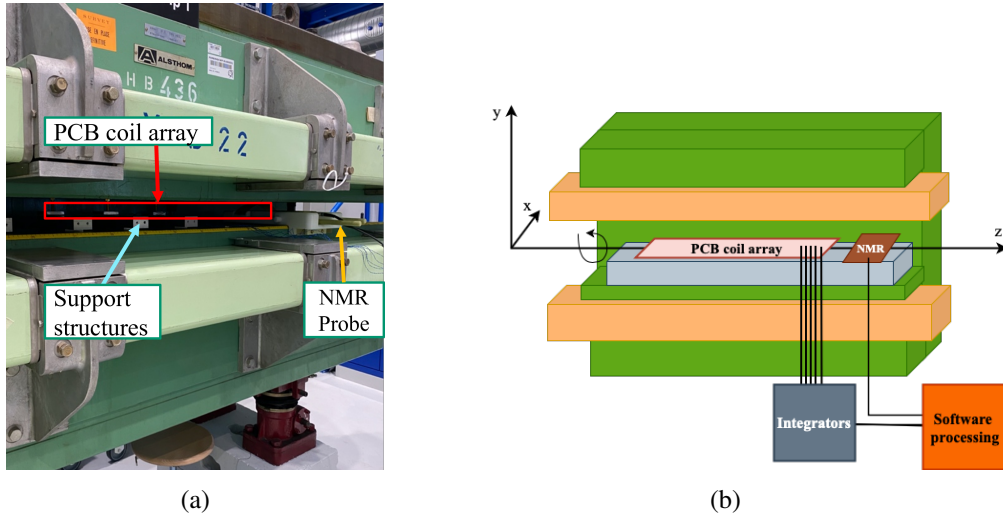 ALSTHOM
HB436
PCB coil array
22
Support
structures
NMR
Probe
(a)
y
x
z
PCB coil array
NMR
Integrators
Software
processing
(b)